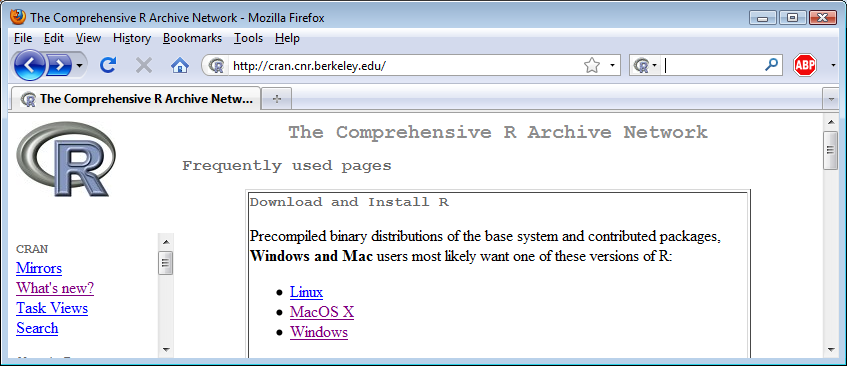 The Comprehensive R Archive Network - Mozilla Firefox
File Edit View History Bookmarks Tools Help
http://cran.cnr.berkeley.edu/
ABP
The Comprehensive R Archive Netw...
The Comprehensive R Archive Network
Frequently used pages
Download and Install R
Precompiled binary distributions of the base system and contributed packages,
Windows and Mac users most likely want one of these versions of R:
Linux
MacOS X
Windows
R
CRAN
Mirrors
What's new?
Task Views
Search